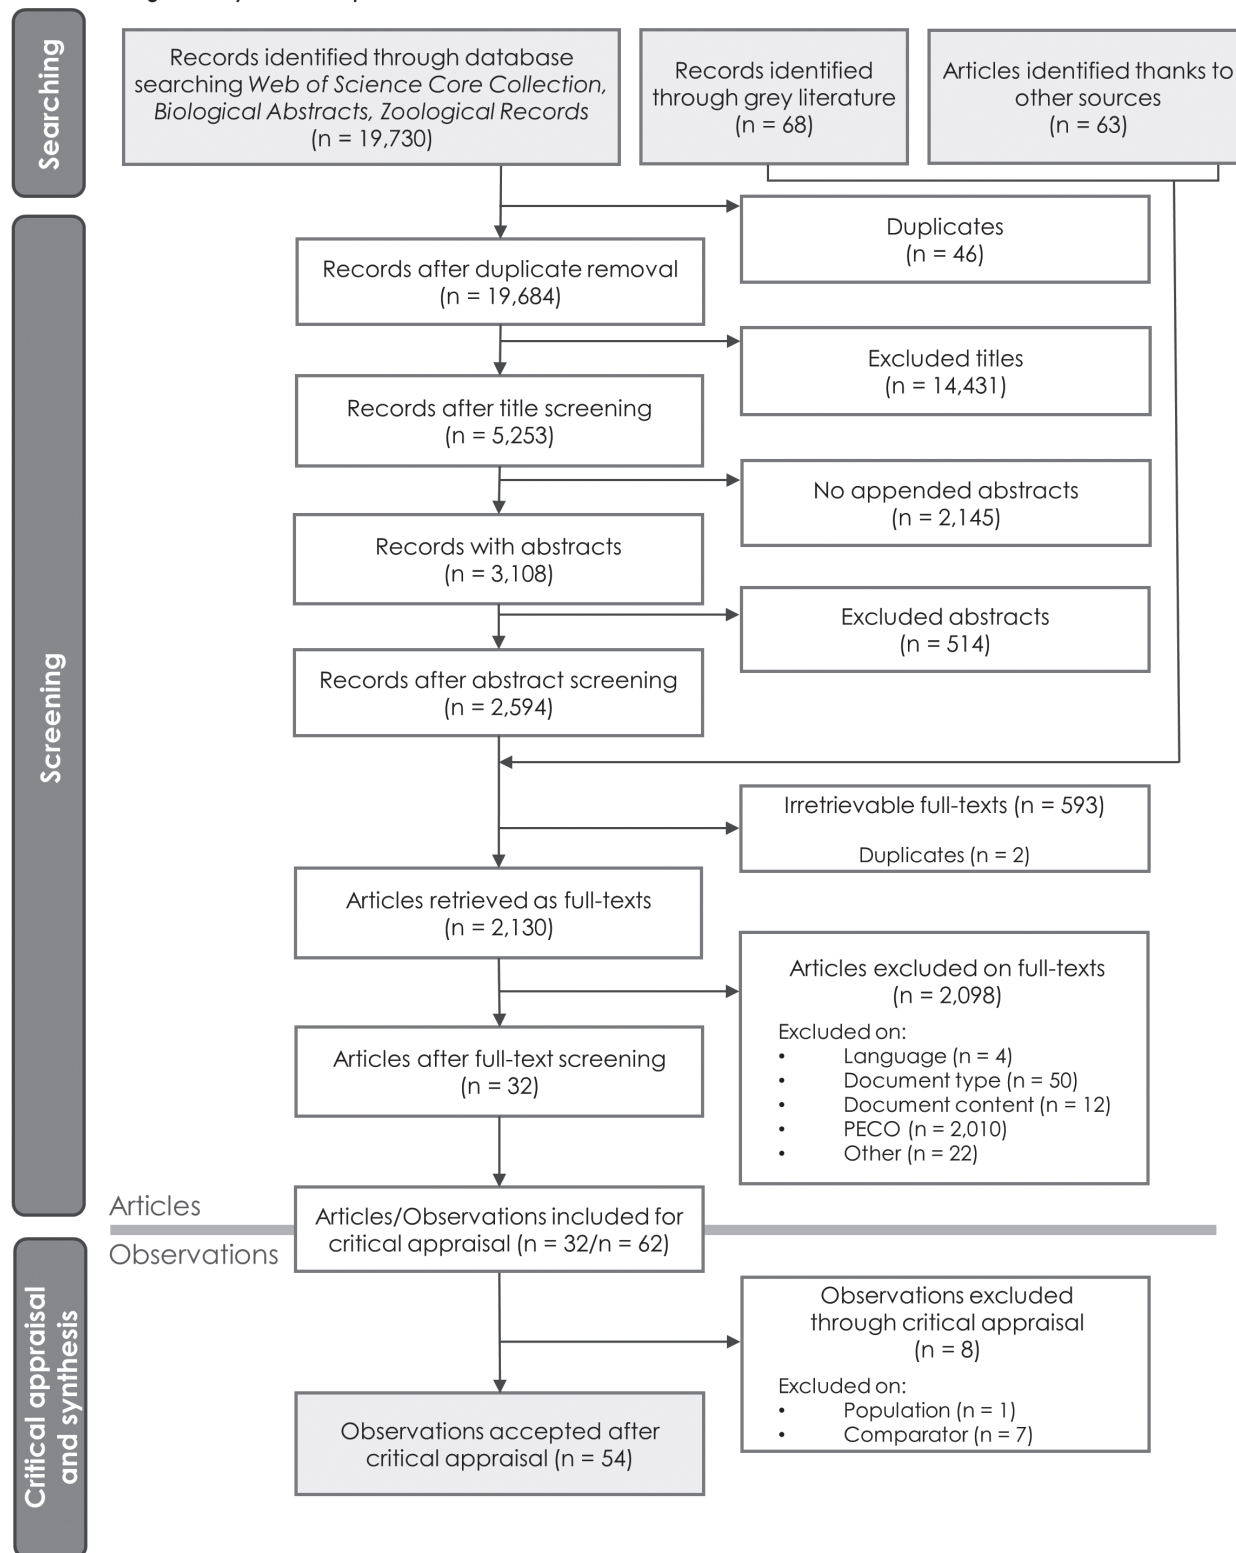 Searching
Records identified through database
searching Web of Science Core Collection,
Biological Abstracts, Zoological Records
(n = 19,730)
Records identified
through grey literature
(n = 68)
Articles identified thanks to
other sources
(n = 63)
Screening
Duplicates
(n = 46)
Records after duplicate removal
(n = 19,684)
Excluded titles
(n = 14,431)
Records after title screening
(n = 5,253)
No appended abstracts
(n = 2,145)
Records with abstracts
(n = 3,108)
Excluded abstracts
(n = 514)
Records after abstract screening
(n = 2,594)
Irretrievable full-texts (n = 593)
Duplicates (n = 2)
Articles retrieved as full-texts
(n = 2,130)
Articles excluded on full-texts
(n = 2,098)
Excluded on:
• Language (n = 4)
• Document type (n = 50)
• Document content (n = 12)
• PECO (n = 2,010)
• Other (n = 22)
Articles after full-text screening
(n = 32)
Articles
Articles/Observations included for
critical appraisal (n = 32/n = 62)
Observations
Critical appraisal
and synthesis
Observations excluded
through critical appraisal
(n = 8)
Excluded on:
• Population (n = 1)
• Comparator (n = 7)
Observations accepted after
critical appraisal (n = 54)